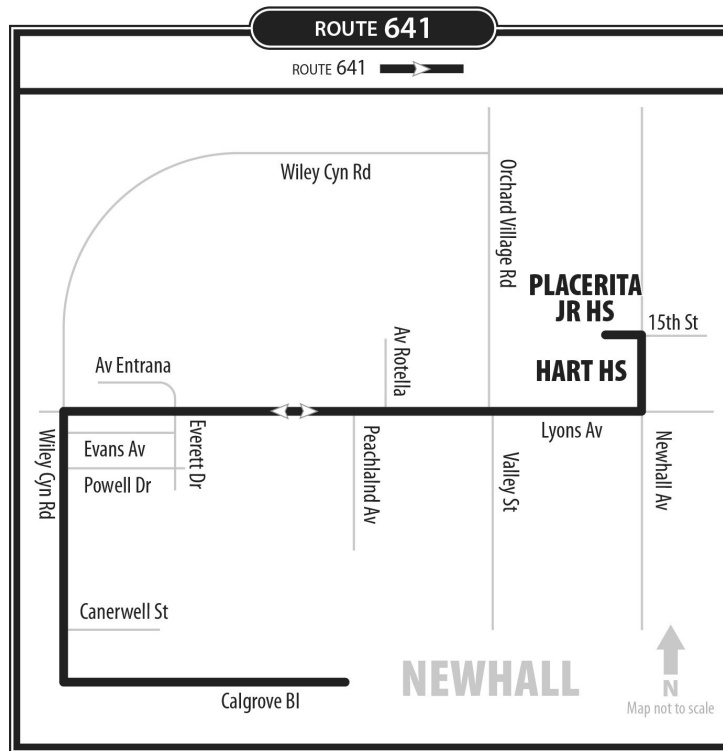 ROUTE 641
ROUTE 641
Wiley Cyn Rd
Orchard Village Rd
PLACERITA
JR HS
15th St
Av Rotella
Av Entrana
HART HS
Lyons Av
Wiley Cyn Rd
Evans Av
Everett Dr
Powell Dr
Peachlalnd Av
Valley St
Newhall Av
Canerwell St
NEWHALL
N
Map not to scale
Calgrove Bl